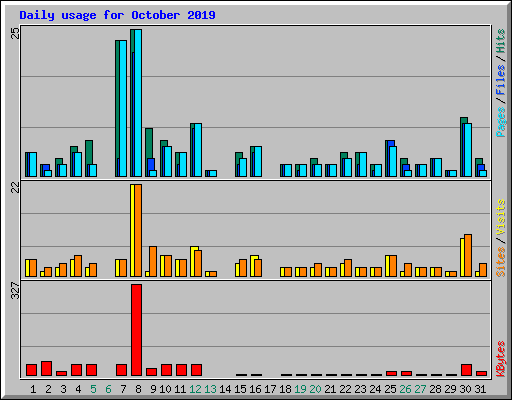 Daily usage for October 2019
25
22
327
Pages / Files / Hits
Sites / Visits
KBytes
1 2 3 4 5 6 7 8 9 10 11 12 13 14 15 16 17 18 19 20 21 22 23 24 25 26 27 28 29 30 31